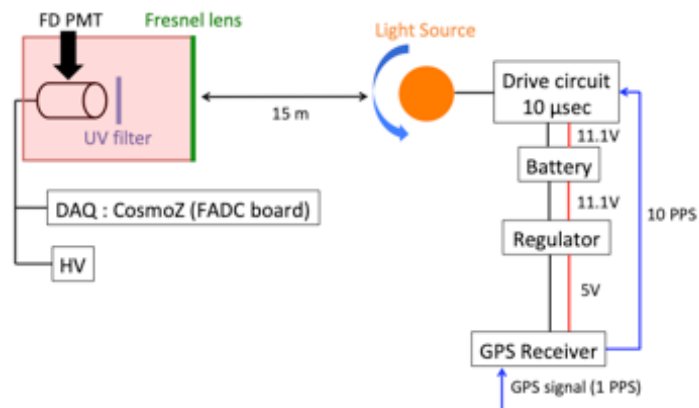 FD PMT
Fresnel lens
Light Source
UV filter
15 m
Drive circuit
10 μsec
11.1V
Battery
11.1V
10 PPS
Regulator
5V
DAQ : CosmoZ (FADC board)
HV
GPS Receiver
GPS signal (1 PPS)